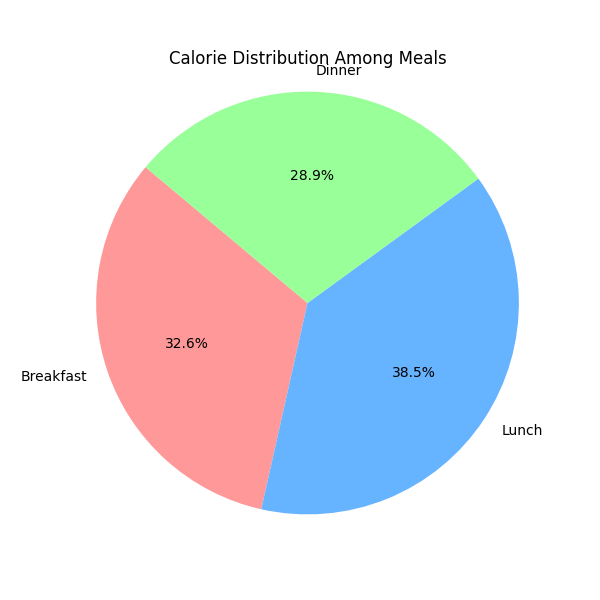 Calorie Distribution Among Meals
Dinner
28.9%
32.6%
Breakfast
38.5%
Lunch